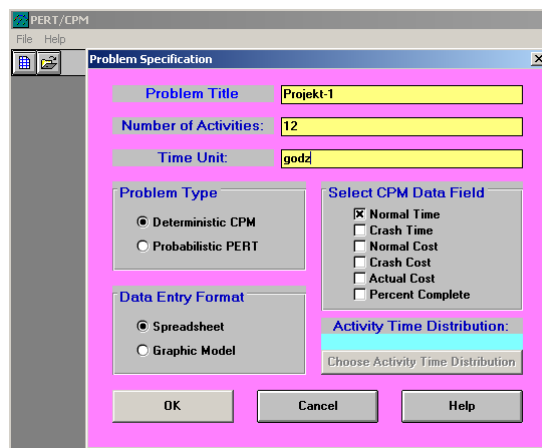 PERT/CPM
File Help
Problem Specification
Problem Title
Projekt-1
Number of Activities:
12
Time Unit:
godz
Problem Type
Deterministic CPM
Probabilistic PERT
Select CPM Data Field
Normal Time
Crash Time
Normal Cost
Crash Cost
Actual Cost
Percent Complete
Data Entry Format
Spreadsheet
Graphic Model
Activity Time Distribution:
Choose Activity Time Distribution
OK
Cancel
Help